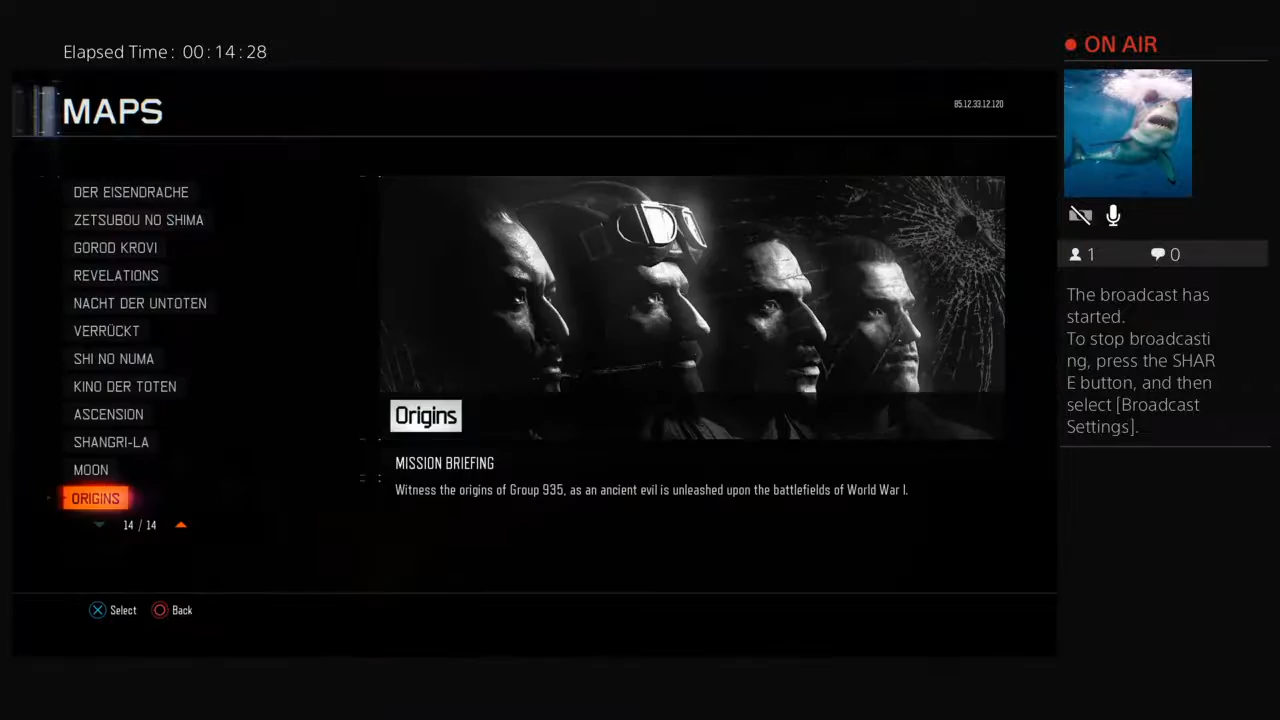 Elapsed Time: 00:14:28
ON AIR
MAPS
85.12.33.12.120
DER EISENDRACHE
ZETSUBOU NO SHIMA
GOROD KROVI
REVELATIONS
NACHT DER UNTOTEN
VERRÜCKT
SHI NO NUMA
KINO DER TOTEN
ASCENSION
SHANGRI-LA
MOON
ORIGINS
14 / 14
Origins
MISSION BRIEFING
Witness the origins of Group 935, as an ancient evil is unleashed upon the battlefields of World War I.
Select
Back
1
0
The broadcast has
started.
To stop broadcasti
ng, press the SHAR
E button, and then
select [Broadcast
Settings].